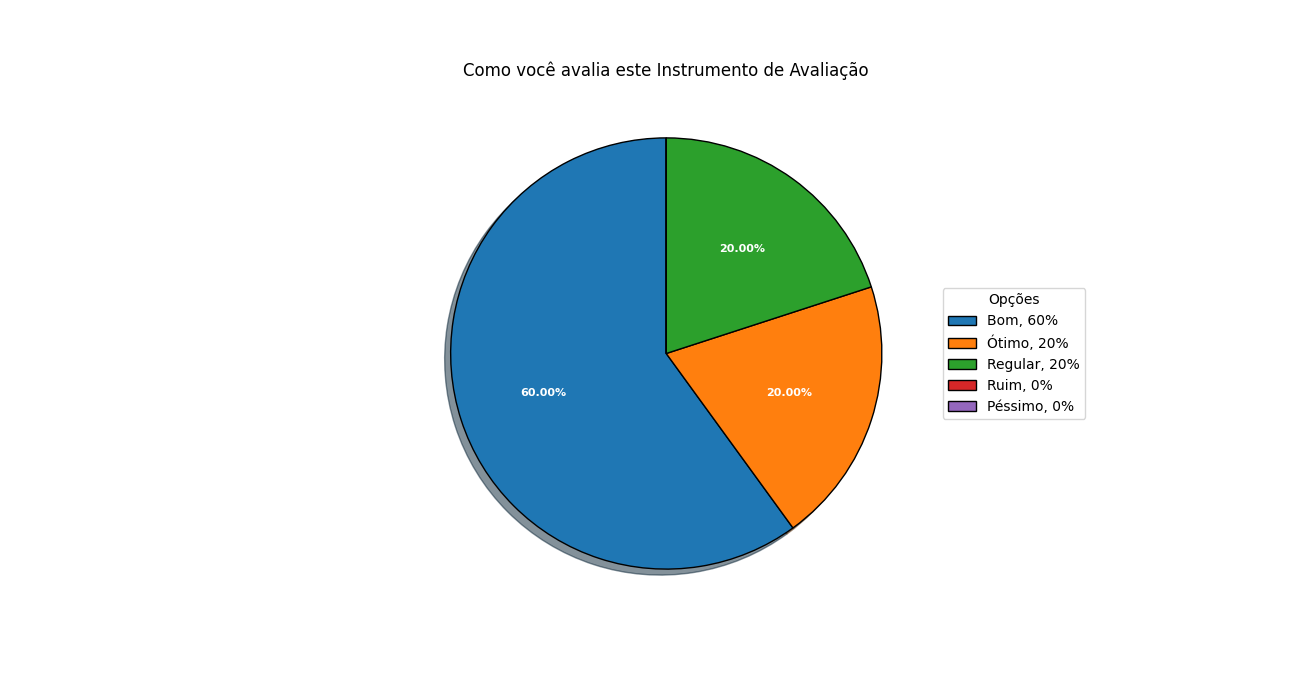 Como você avalia este Instrumento de Avaliação
20.00%
60.00%
20.00%
Opções
Bom, 60%
Ótimo, 20%
Regular, 20%
Ruim, 0%
Péssimo, 0%